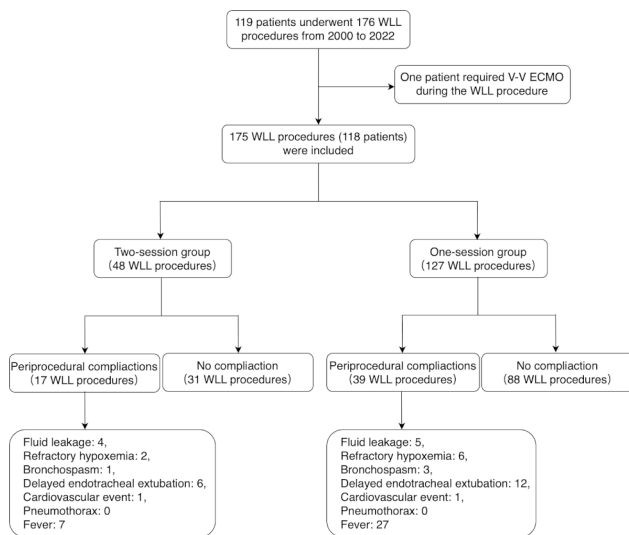 119 patients underwent 176 WLL
procedures from 2000 to 2022
One patient required V-V ECMO
during the WLL procedure
175 WLL procedures (118 patients)
were included
Two-session group
(48 WLL procedures)
One-session group
(127 WLL procedures)
Periprocedural compliactions
(17 WLL procedures)
No compliaction
(31 WLL procedures)
Periprocedural compliactions
(39 WLL procedures)
No compliaction
(88 WLL procedures)
Fluid leakage: 4,
Refractory hypoxemia: 2,
Bronchospasm: 1,
Delayed endotracheal extubation: 6,
Cardiovascular event: 1,
Pneumothorax: 0
Fever: 7
Fluid leakage: 5,
Refractory hypoxemia: 6,
Bronchospasm: 3,
Delayed endotracheal extubation: 12,
Cardiovascular event: 1,
Pneumothorax: 0
Fever: 27